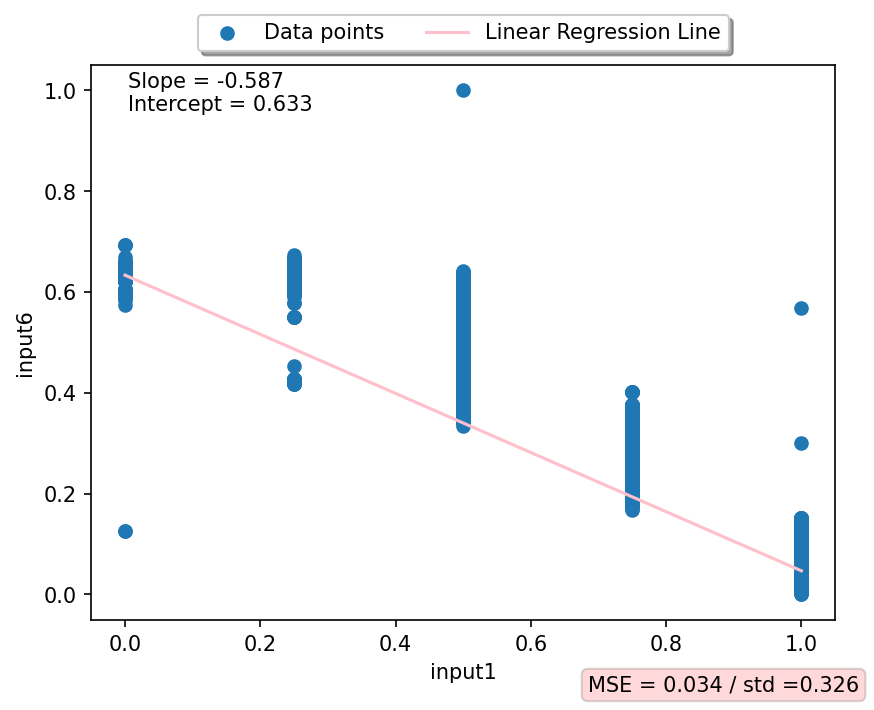 Data points
Linear Regression Line
Slope = -0.587
Intercept = 0.633
1.0
0.8
0.6
0.4
0.2
0.0
input6
0.0
0.2
0.4
0.6
0.8
1.0
input1
MSE = 0.034 / std =0.326